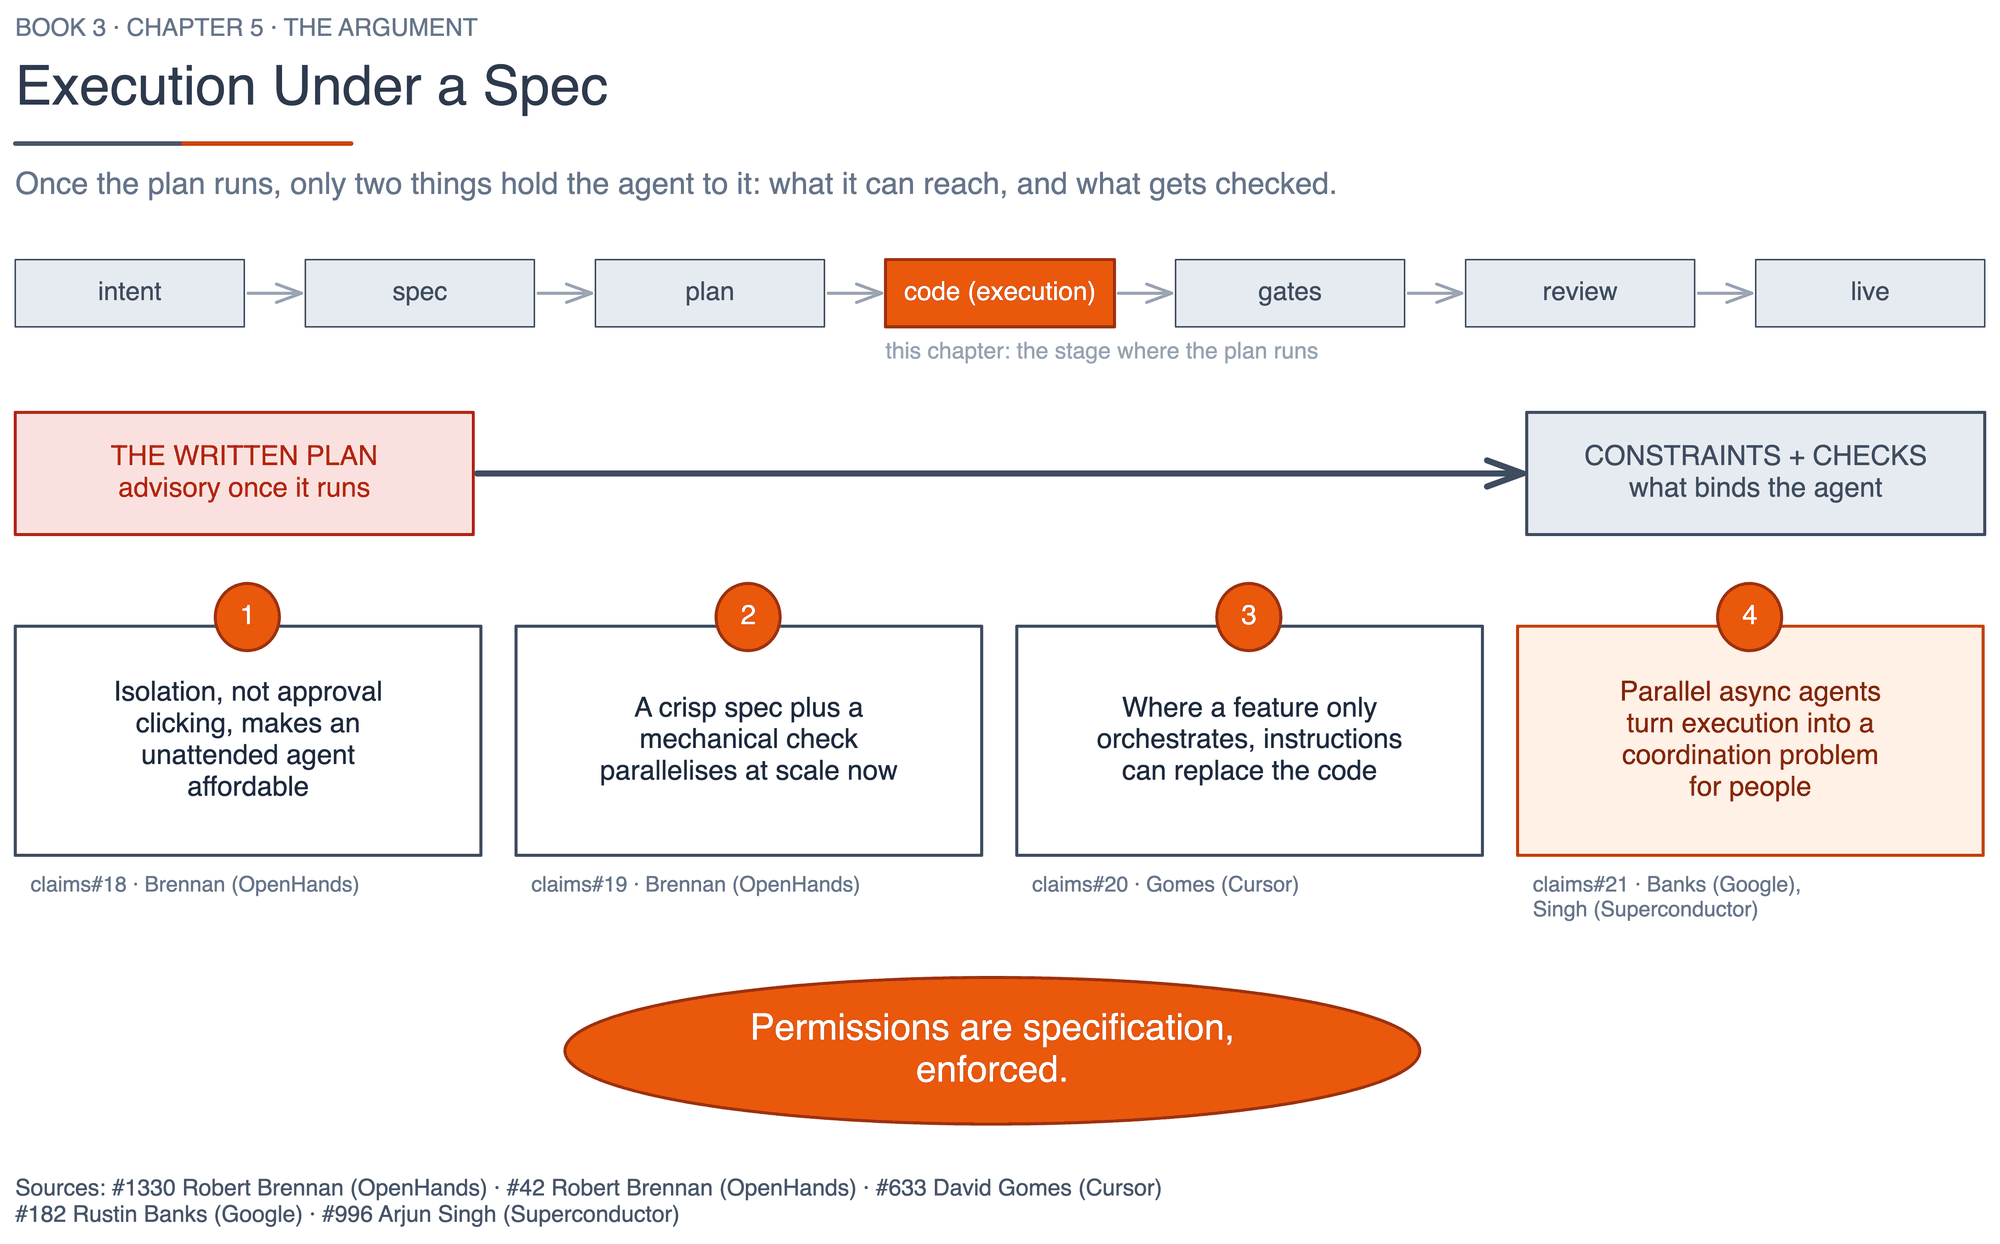 BOOK 3 · CHAPTER 5 · THE ARGUMENT
Execution Under a Spec
Once the plan runs, only two things hold the agent to it: what it can reach, and what gets checked.
intent
spec
plan
code (execution)
gates
review
live
this chapter: the stage where the plan runs
THE WRITTEN PLAN
advisory once it runs
CONSTRAINTS + CHECKS
what binds the agent
1
Isolation, not approval
clicking, makes an
unattended agent
affordable
claims#18 · Brennan (OpenHands)
2
A crisp spec plus a
mechanical check
parallelises at scale now
claims#19 · Brennan (OpenHands)
3
Where a feature only
orchestrates, instructions
can replace the code
claims#20 · Gomes (Cursor)
4
Parallel async agents
turn execution into a
coordination problem
for people
claims#21 · Banks (Google),
Singh (Superconductor)
Permissions are specification,
enforced.
Sources: #1330 Robert Brennan (OpenHands) · #42 Robert Brennan (OpenHands) · #633 David Gomes (Cursor)
#182 Rustin Banks (Google) · #996 Arjun Singh (Superconductor)